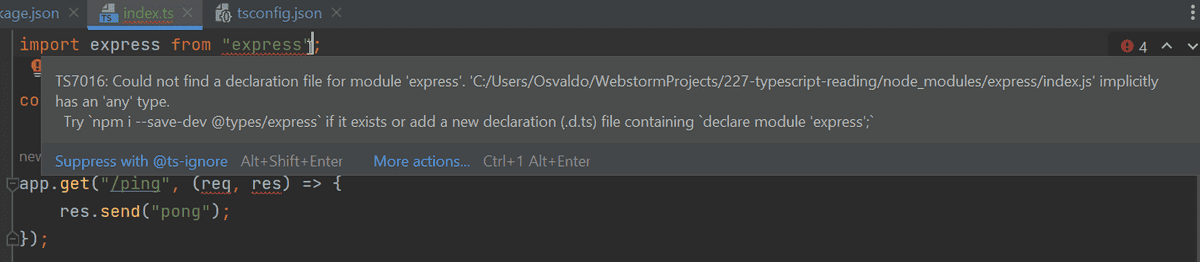 kage.json × TS index.ts × tsconfig.json ×
import express from "express";
4
TS7016: Could not find a declaration file for module 'express'. 'C:/Users/Osvaldo/WebstormProjects/227-typescript-reading/node_modules/express/index.js' implicitly
has an 'any' type.
Try `npm i --save-dev @types/express` if it exists or add a new declaration (.d.ts) file containing `declare module 'express';`
co
Suppress with @ts-ignore Alt+Shift+Enter More actions... Ctrl+1 Alt+Enter
new
app.get("/ping", (req, res) => {
res.send("pong");
});